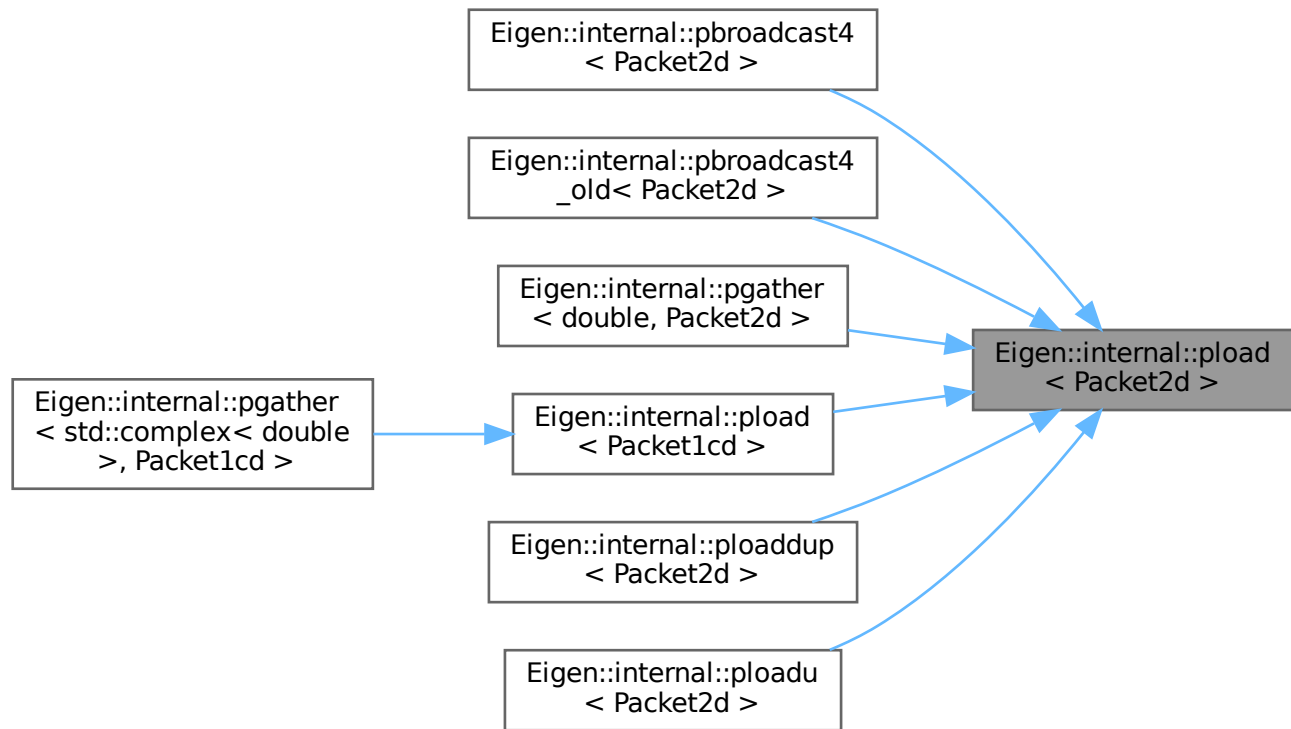 Eigen::internal::pbroadcast4
< Packet2d >
Eigen::internal::pbroadcast4
_old< Packet2d >
Eigen::internal::pgather
< double, Packet2d >
Eigen::internal::pload
< Packet2d >
Eigen::internal::pgather
< std::complex< double
>, Packet1cd >
Eigen::internal::pload
< Packet1cd >
Eigen::internal::ploaddup
< Packet2d >
Eigen::internal::ploadu
< Packet2d >